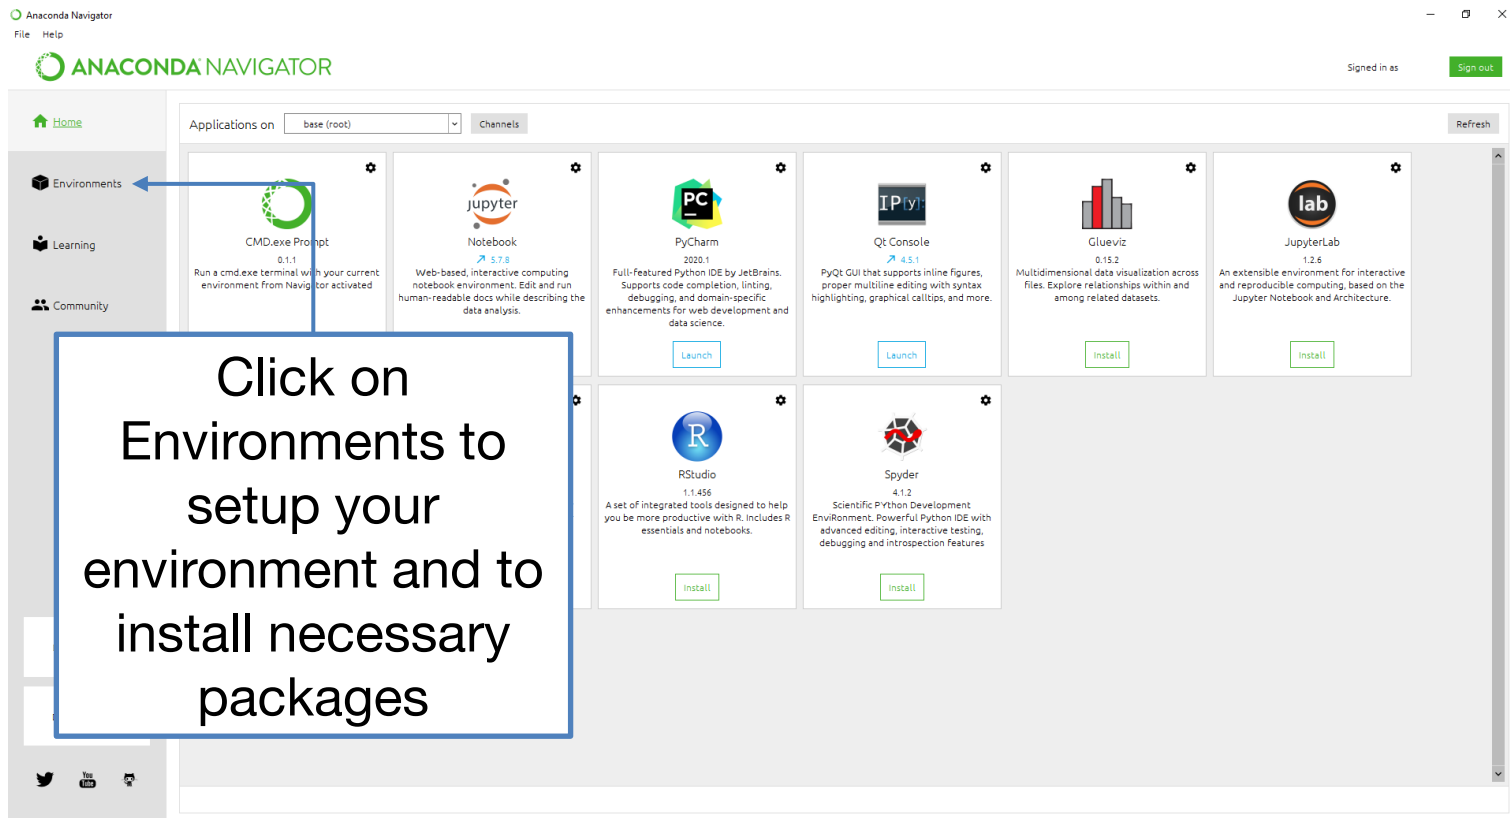 Anaconda Navigator
File Help
ANACONDA NAVIGATOR
Signed in as
Sign out
Home
Environments
Learning
Community
Applications on
base (root)
Channels
Refresh
CMD.exe Prompt
0.1.1
Run a cmd.exe terminal with your current
environment from Navigator activated
jupyter
Notebook
5.7.8
Web-based, interactive computing
notebook environment. Edit and run
human-readable docs while describing the
data analysis.
PC
PyCharm
2020.1
Full-featured Python IDE by JetBrains.
Supports code completion, linting,
debugging, and domain-specific
enhancements for web development and
data science.
Launch
IP[y]:
Qt Console
4.5.1
PyQt GUI that supports inline figures,
proper multiline editing with syntax
highlighting, graphical calltips, and more.
Launch
Glueviz
0.15.2
Multidimensional data visualization across
files. Explore relationships within and
among related datasets.
Install
lab
JupyterLab
1.2.6
An extensible environment for interactive
and reproducible computing, based on the
Jupyter Notebook and Architecture.
Install
Click on
Environments to
setup your
environment and to
install necessary
packages
R
RStudio
1.1.456
A set of integrated tools designed to help
you be more productive with R. Includes R
essentials and notebooks.
Install
Spyder
4.1.2
Scientific PYthon Development
EnviRonment. Powerful Python IDE with
advanced editing, interactive testing,
debugging and introspection features
Install
You
Tube